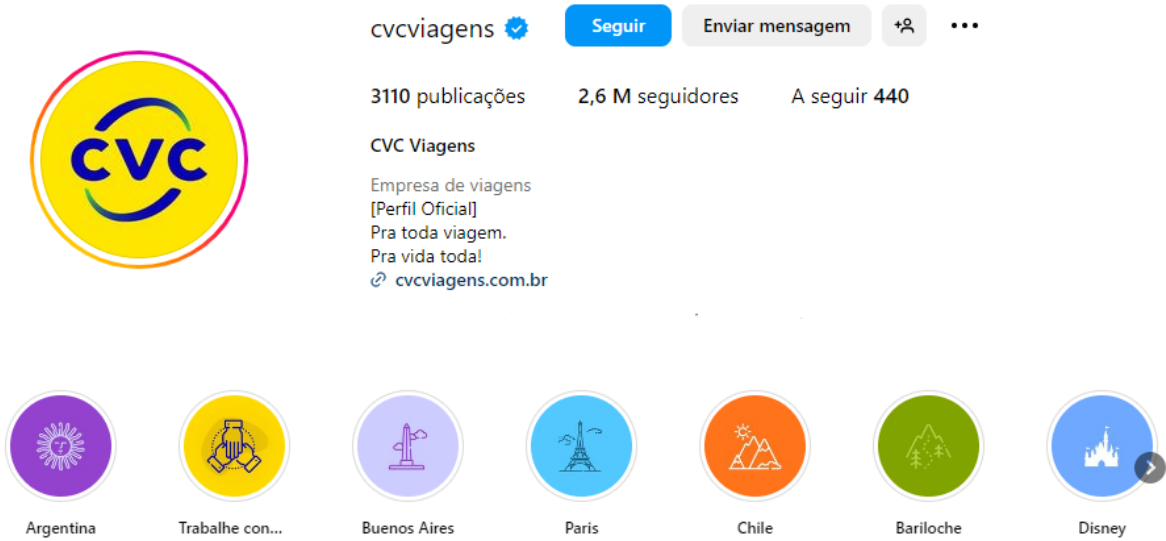 cvcviagens
Seguir
Enviar mensagem
3110 publicações
2,6 M seguidores
A seguir 440
CVC
CVC Viagens
Empresa de viagens
[Perfil Oficial]
Pra toda viagem.
Pra vida toda!
cvcviagens.com.br
Argentina
Trabalhe con...
Buenos Aires
Paris
Chile
Bariloche
Disney